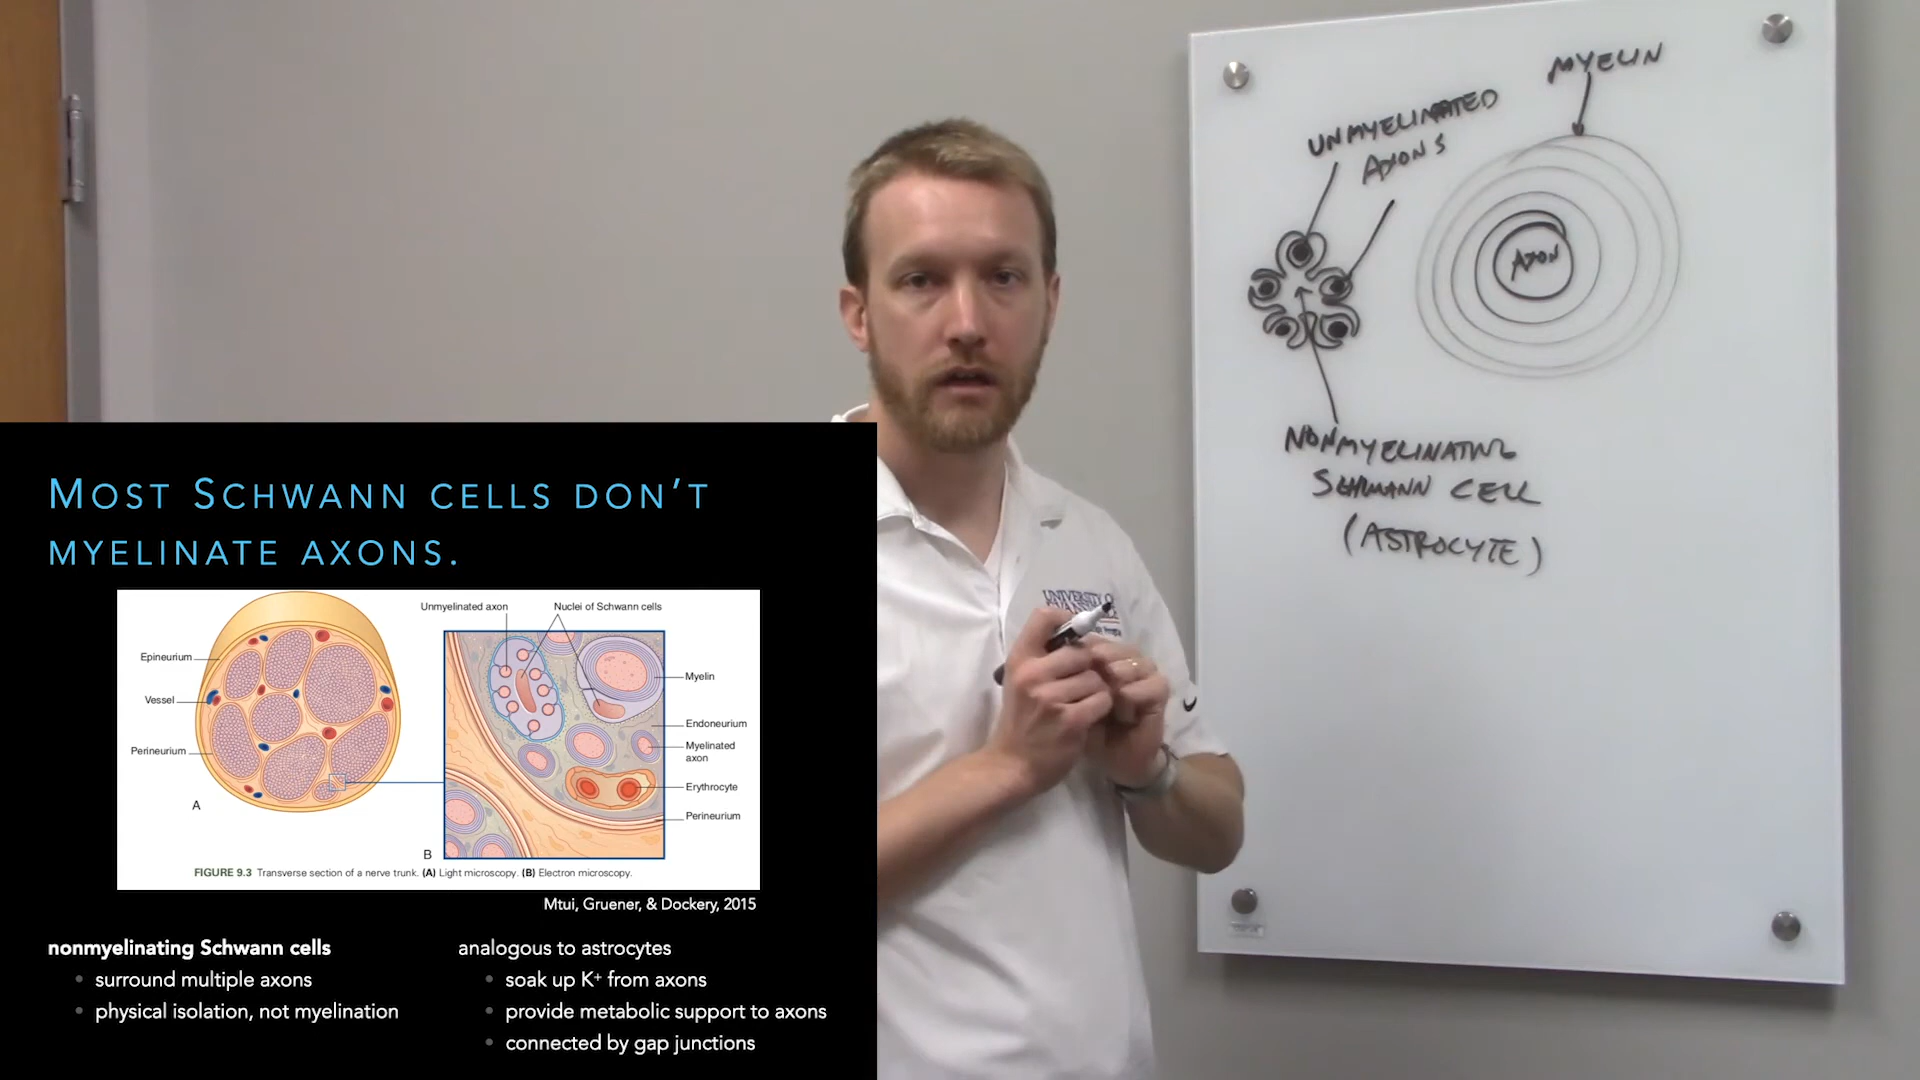 MYELIN
UNMYELINATED
AXONS
AXON
NONMYELINATING
SCHWANN CELL
(ASTROCYTE)
MOST SCHWANN CELLS DON'T
MYELINATE AXONS.
Unmyelinated axon
Nuclei of Schwann cells
Epineurium
Vessel
Perineurium
A
Myelin
Endoneurium
Myelinated
axon
Erythrocyte
Perineurium
B
FIGURE 9.3 Transverse section of a nerve trunk. (A) Light microscopy. (B) Electron microscopy.
Mtui, Gruener, & Dockery, 2015
nonmyelinating Schwann cells
• surround multiple axons
• physical isolation, not myelination
analogous to astrocytes
• soak up K⁺ from axons
• provide metabolic support to axons
• connected by gap junctions
UNIVERSITY O